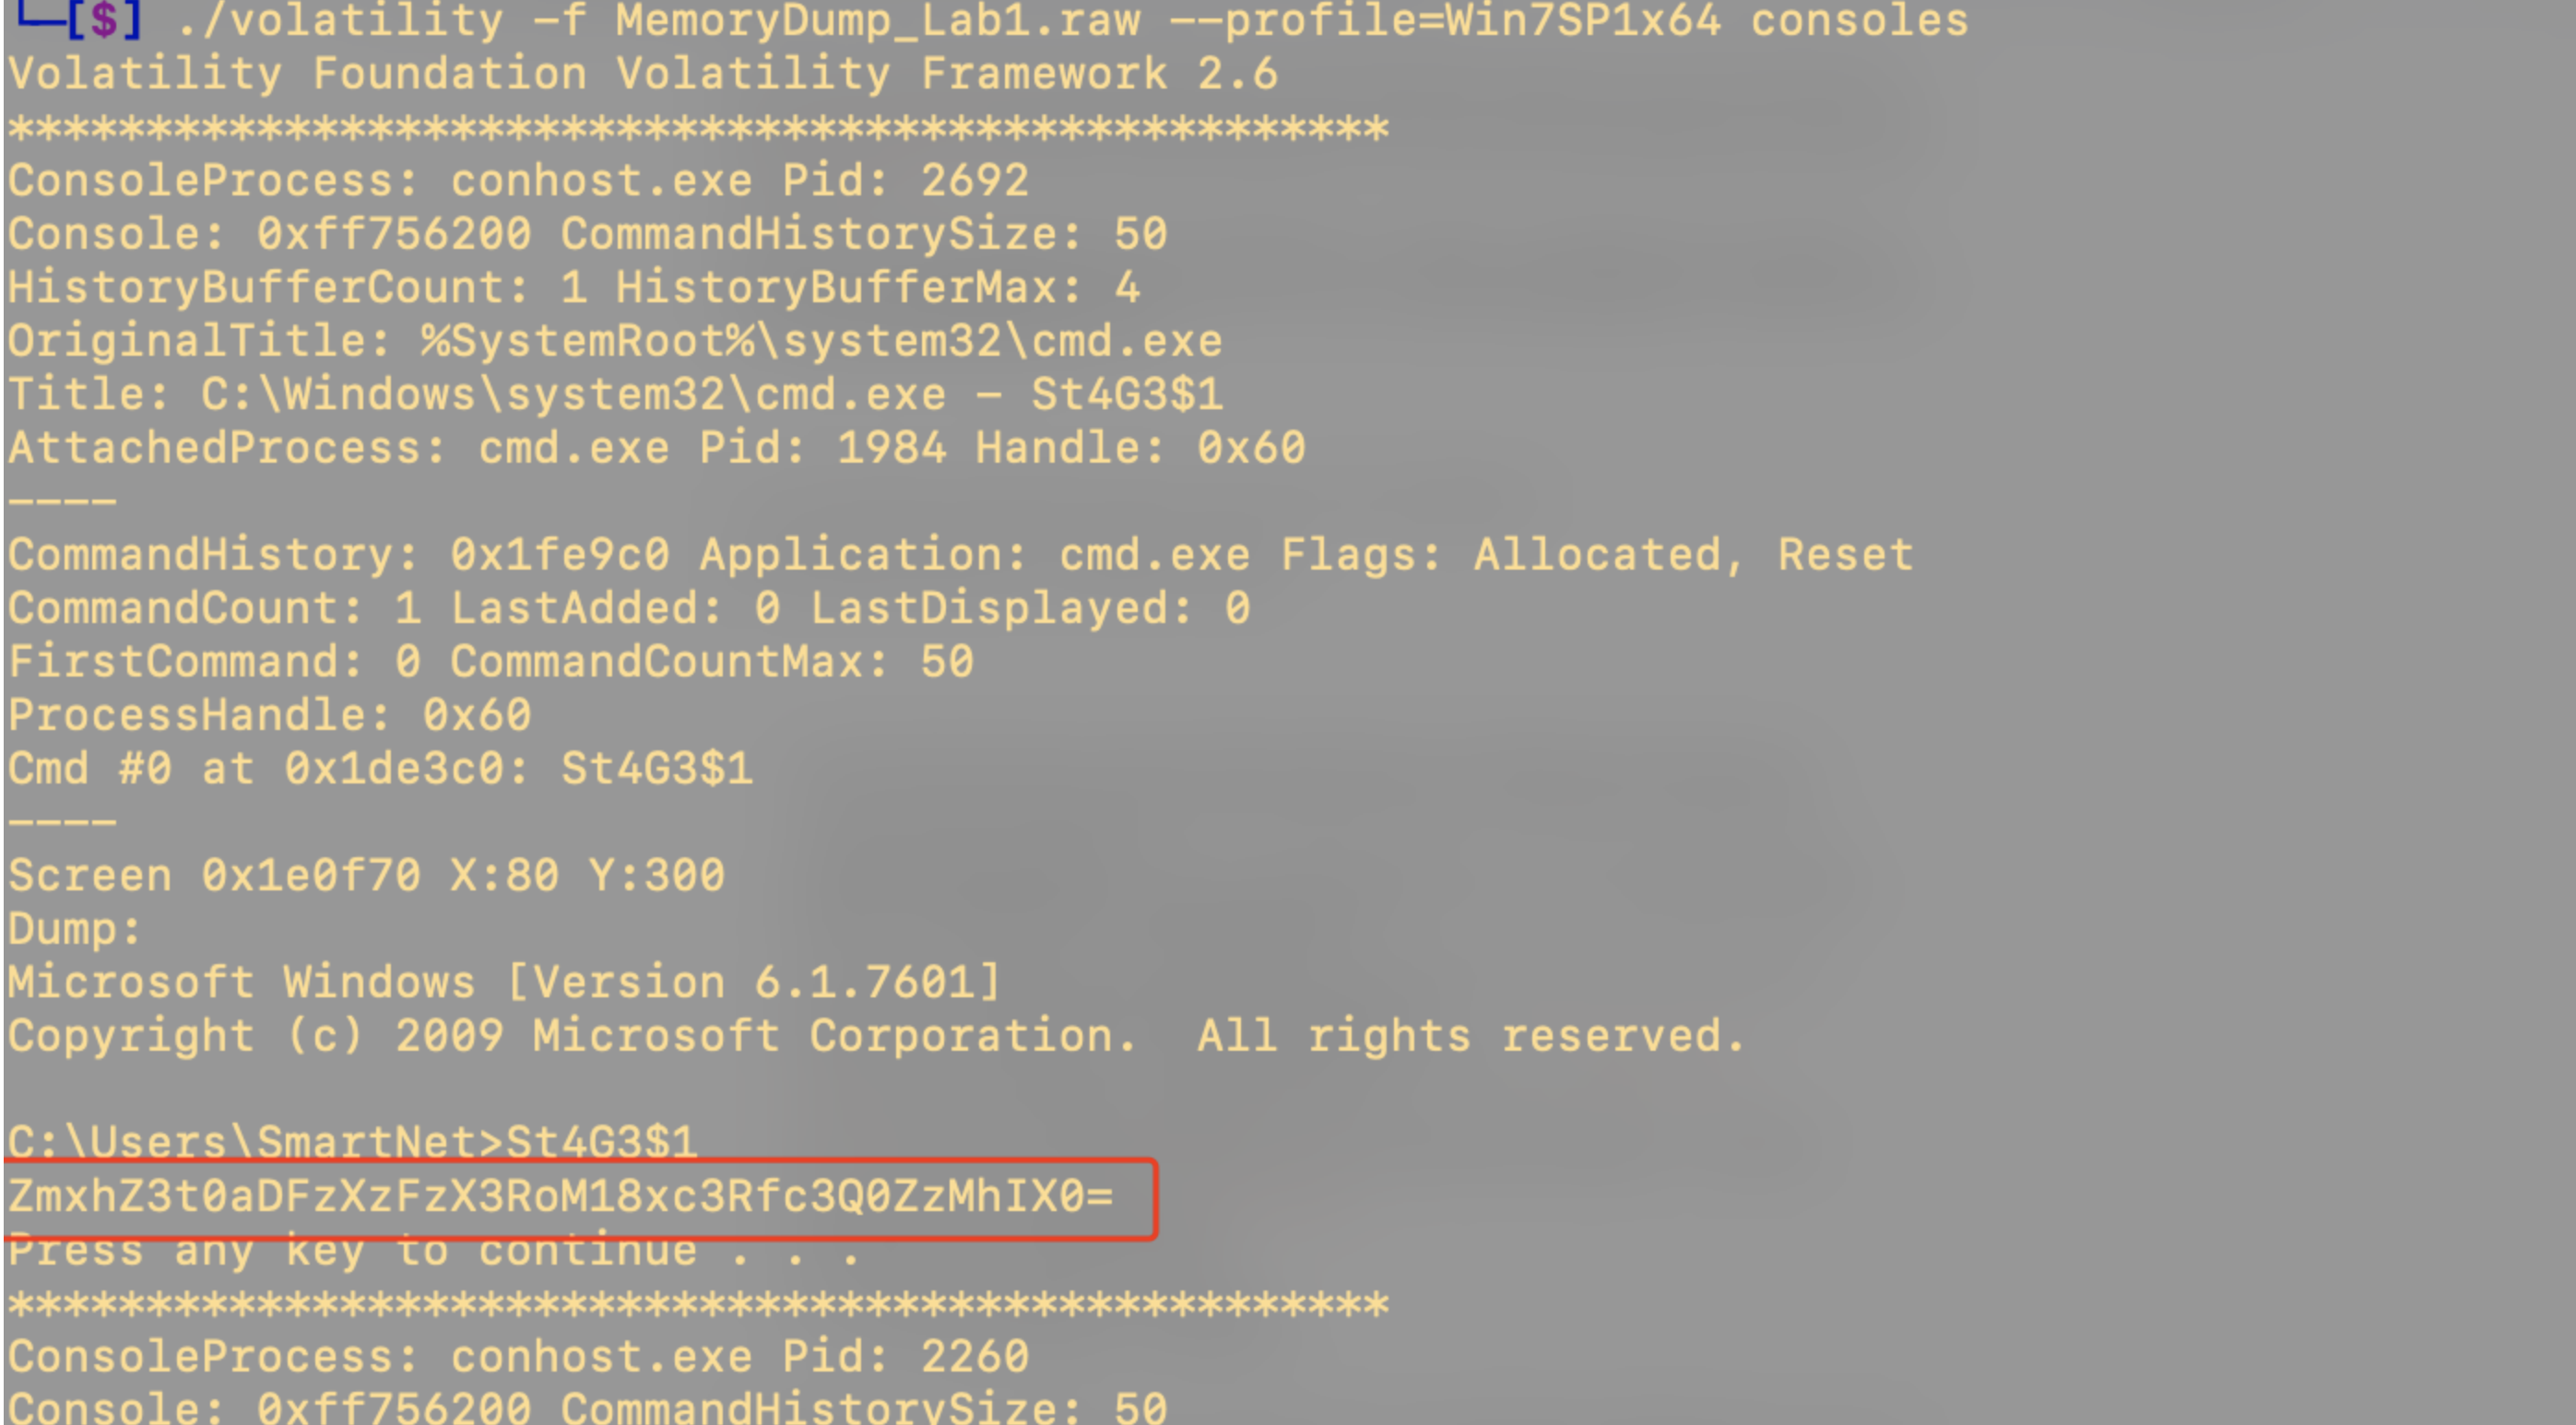 └─[$] ./volatility -f MemoryDump_Lab1.raw --profile=Win7SP1x64 consoles
Volatility Foundation Volatility Framework 2.6
**************************************************
ConsoleProcess: conhost.exe Pid: 2692
Console: 0xff756200 CommandHistorySize: 50
HistoryBufferCount: 1 HistoryBufferMax: 4
OriginalTitle: %SystemRoot%\system32\cmd.exe
Title: C:\Windows\system32\cmd.exe - St4G3$1
AttachedProcess: cmd.exe Pid: 1984 Handle: 0x60
----
CommandHistory: 0x1fe9c0 Application: cmd.exe Flags: Allocated, Reset
CommandCount: 1 LastAdded: 0 LastDisplayed: 0
FirstCommand: 0 CommandCountMax: 50
ProcessHandle: 0x60
Cmd #0 at 0x1de3c0: St4G3$1
----
Screen 0x1e0f70 X:80 Y:300
Dump:
Microsoft Windows [Version 6.1.7601]
Copyright (c) 2009 Microsoft Corporation.  All rights reserved.
C:\Users\SmartNet>St4G3$1
ZmxhZ3t0aDFzXzFzX3RoM18xc3Rfc3Q0ZzMhIX0=
Press any key to continue . . .
**************************************************
ConsoleProcess: conhost.exe Pid: 2260
Console: 0xff756200 CommandHistorySize: 50